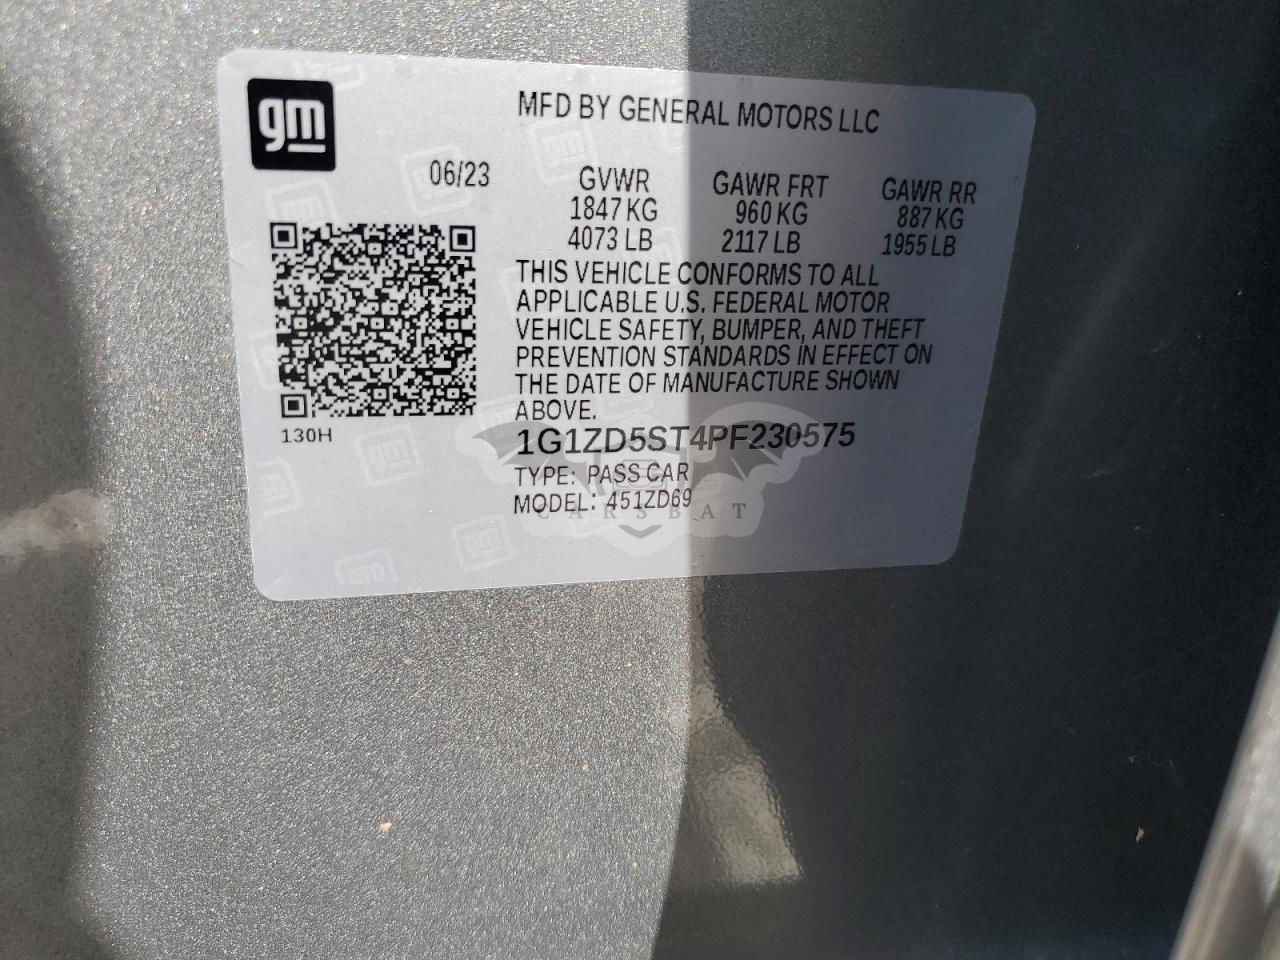 gm
MFD BY GENERAL MOTORS LLC
06/23 GVWR GAWR FRT GAWR RR
1847 KG 960 KG 887 KG
4073 LB 2117 LB 1955 LB
THIS VEHICLE CONFORMS TO ALL
APPLICABLE U.S. FEDERAL MOTOR
VEHICLE SAFETY, BUMPER, AND THEFT
PREVENTION STANDARDS IN EFFECT ON
THE DATE OF MANUFACTURE SHOWN
ABOVE.
130H
1G1ZD5ST4PF230575
TYPE: PASS CAR
MODEL: 451ZD69
CARSBAT